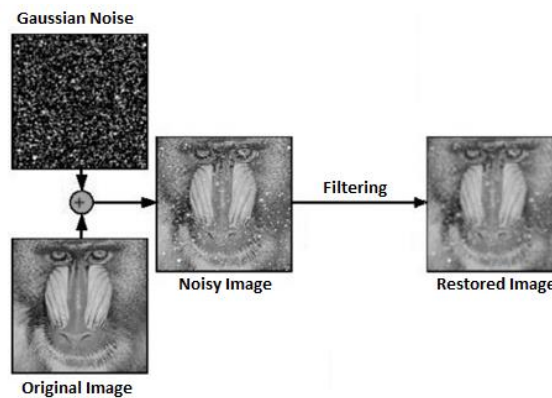 Gaussian Noise
Filtering
Noisy Image
Restored Image
Original Image